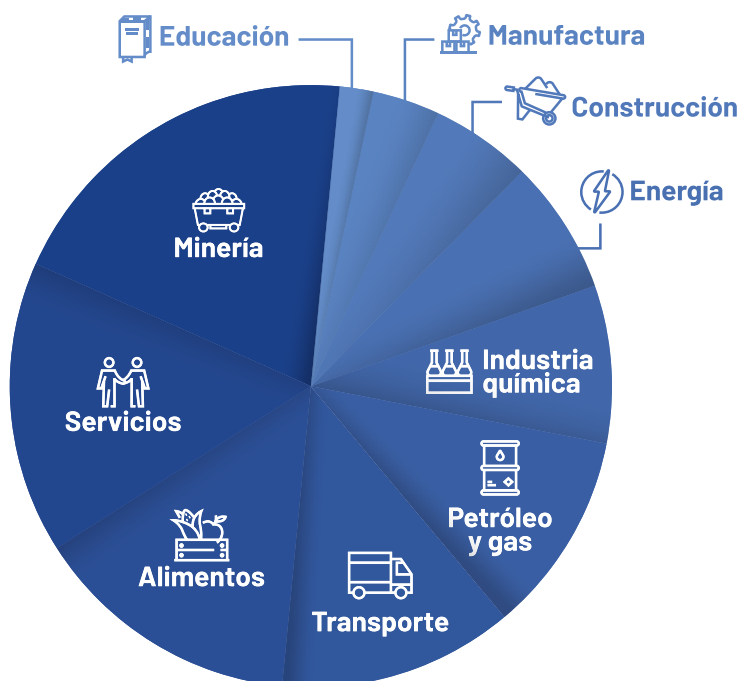 Educación
Manufactura
Construcción
Energía
Minería
Industria
química
Servicios
Petróleo
y gas
Alimentos
Transporte